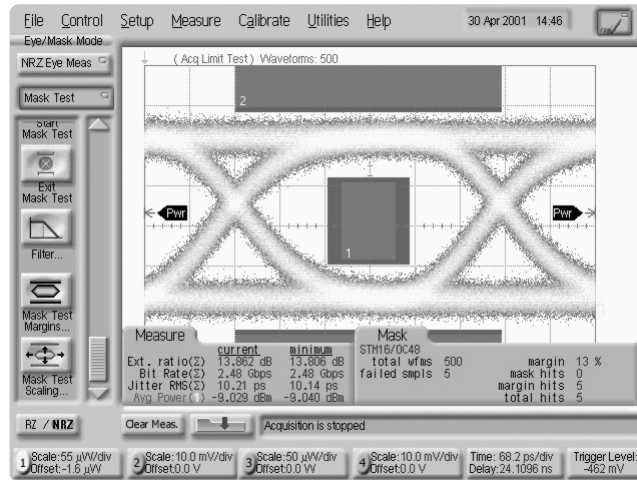 File Control Setup Measure Calibrate Utilities Help 30 Apr 2001 14:46
Eye/Mask Mode
NRZ Eye Meas
( Acq Limit Test ) Waveforms: 500
Mask Test
2
Start
Mask Test
Exit
Mask Test
Pwr
Pwr
Filter...
1
Mask Test
Margins...
Mask Test
Scaling...
Measure
current minimum
Ext. ratio(Σ) 13.862 dB 13.806 dB
Bit Rate(Σ) 2.48 Gbps 2.48 Gbps
Jitter RMS(Σ) 10.21 ps 10.14 ps
Avg Power(1) -9.029 dBm -9.040 dBm
Mask
STM16/OC48
total wfms 500 margin 13 %
failed smpls 5 mask hits 0
margin hits 5
total hits 5
RZ / NRZ
Clear Meas.
Acquisition is stopped
1 Scale:55 µW/div
Offset:-1.6 µW
2 Scale:10.0 mV/div
Offset:0.0 V
3 Scale:50 µW/div
Offset:0.0 W
4 Scale:10.0 mV/div
Offset:0.0 V
Time: 68.2 ps/div
Delay:24.1096 ns
Trigger Level:
-462 mV